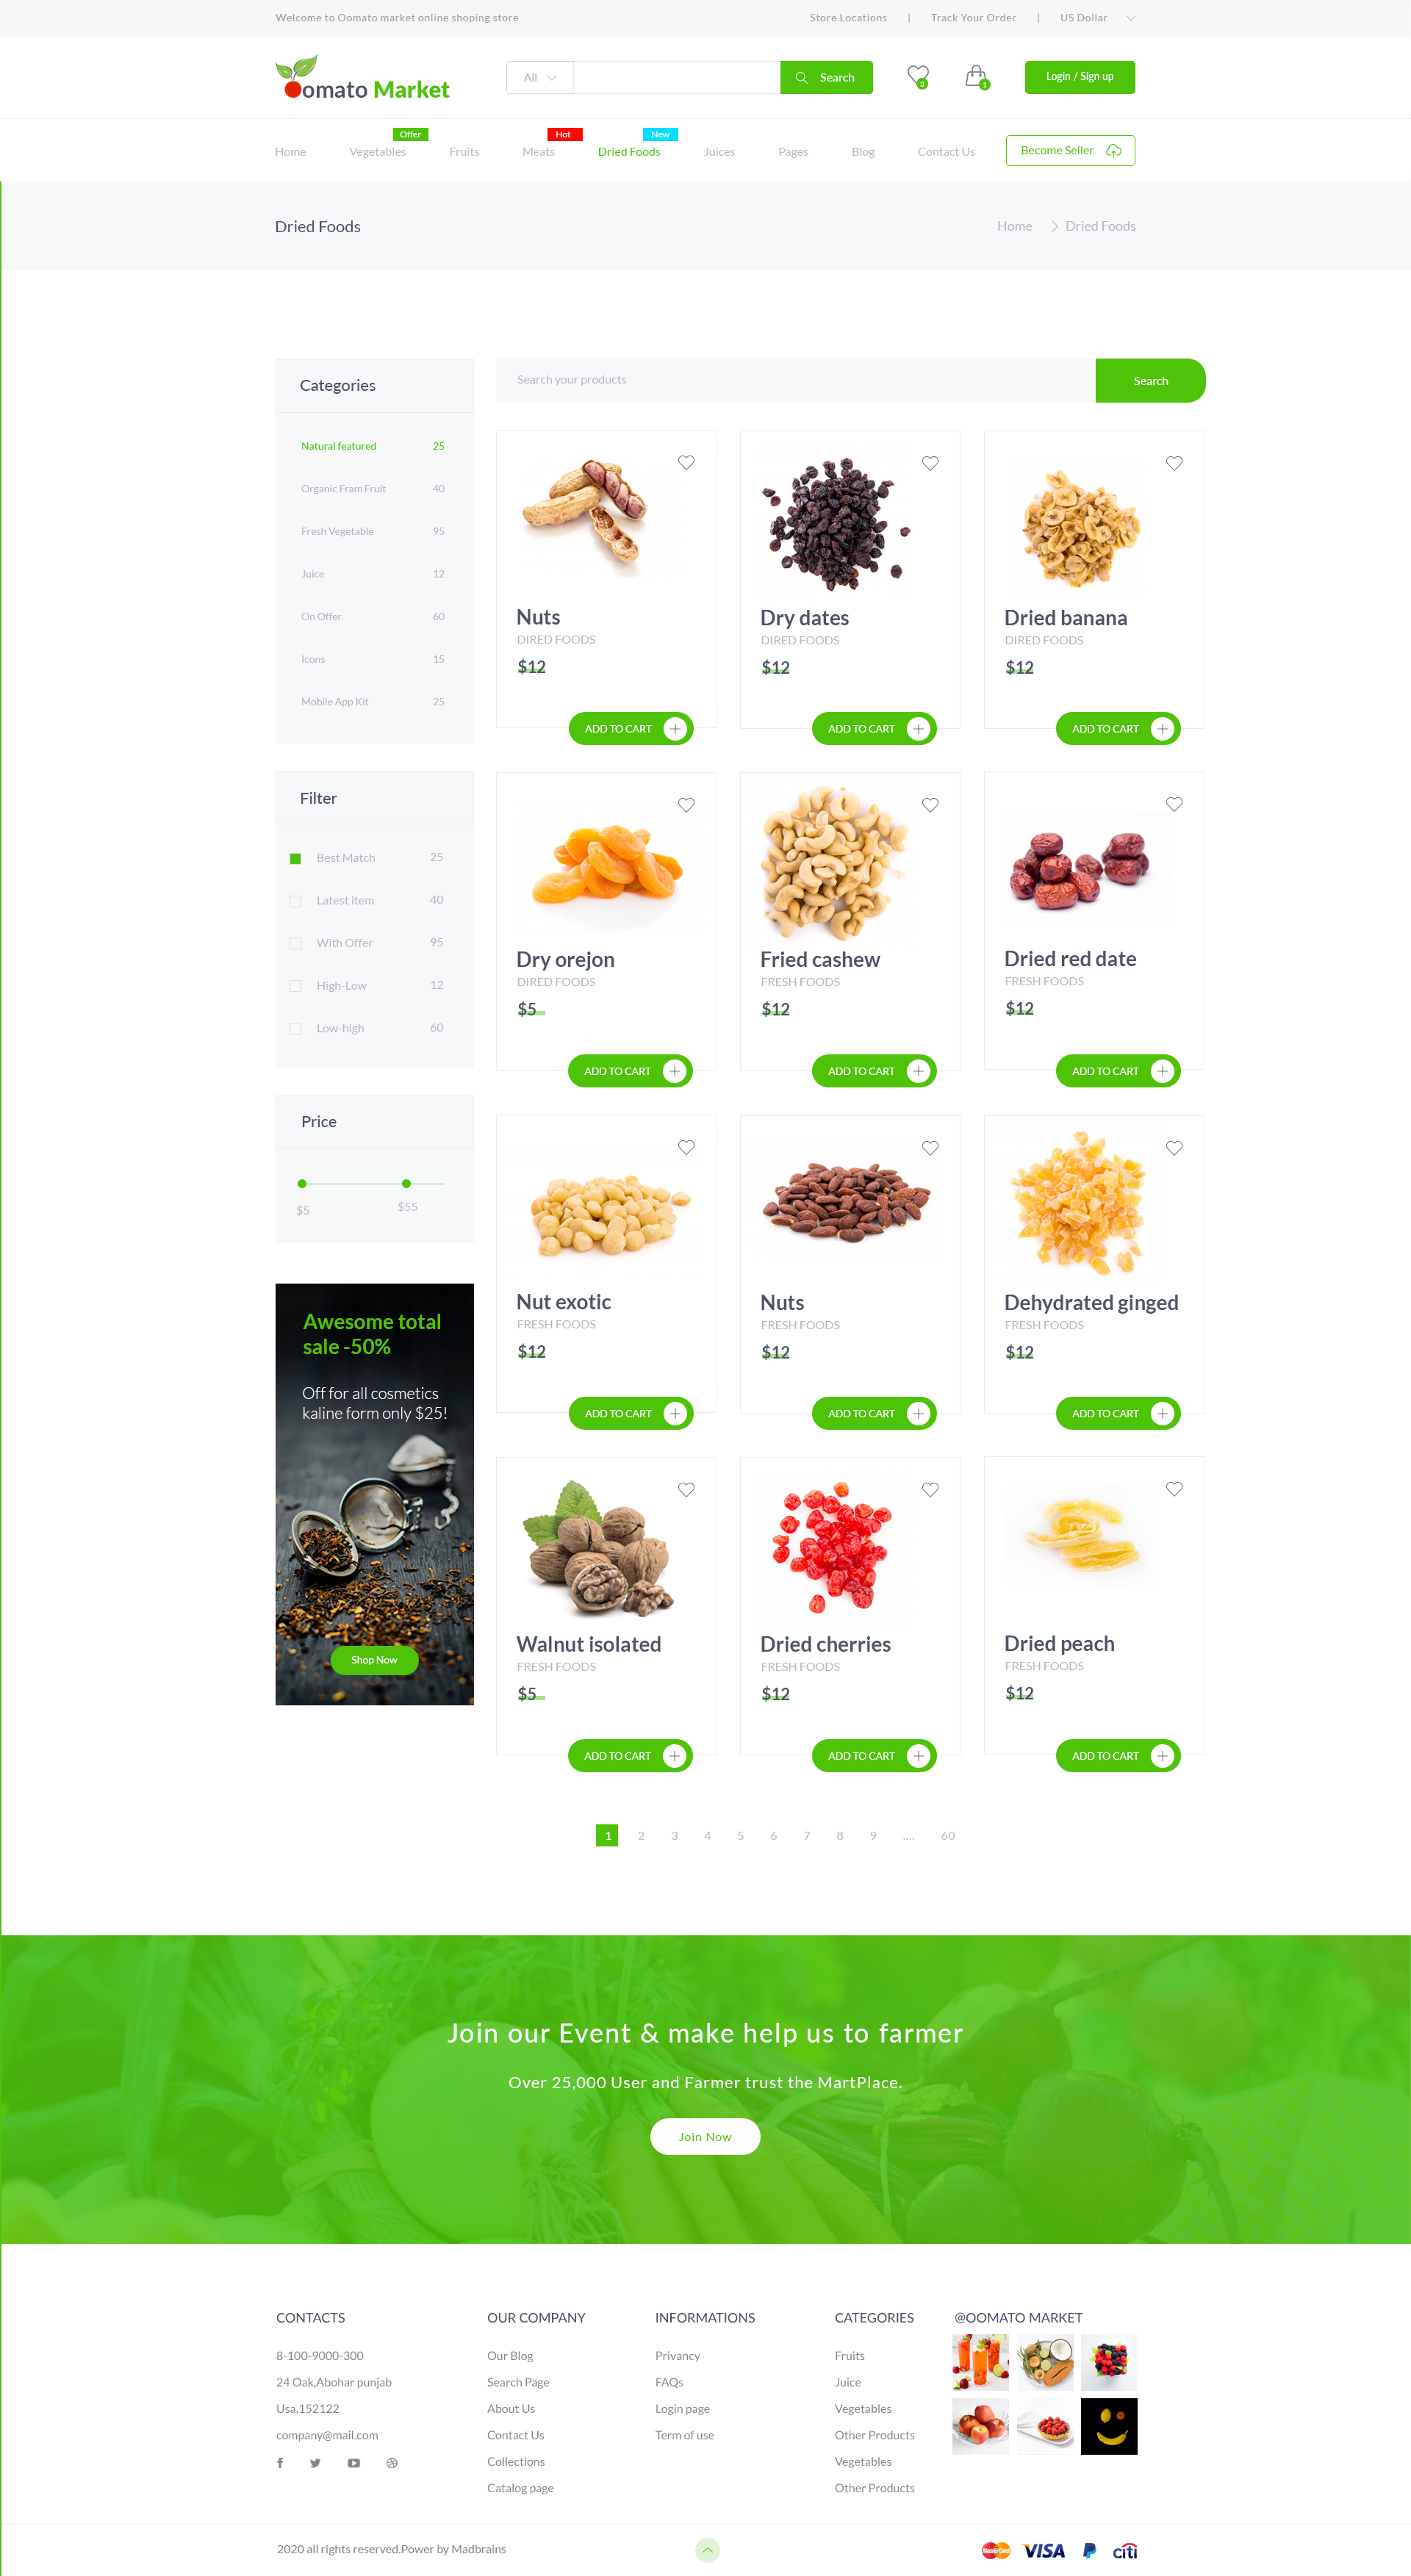 Welcome to Oomato market online shoping store
Store Locations | Track Your Order | US Dollar
oomato Market
All
Search
3
1
Login / Sign up
Offer
Hot
New
Home Vegetables Fruits Meats Dried Foods Juices Pages Blog Contact Us
Become Seller
Dried Foods
Home > Dried Foods
Categories
Natural featured 25
Organic Fram Fruit 40
Fresh Vegetable 95
Juice 12
On Offer 60
Icons 15
Mobile App Kit 25
Filter
Best Match 25
Latest item 40
With Offer 95
High-Low 12
Low-high 60
Price
$5
$55
Awesome total
sale -50%
Off for all cosmetics
kaline form only $25!
Shop Now
Search your products
Search
Nuts
DIRED FOODS
$12
ADD TO CART
Dry dates
DIRED FOODS
$12
ADD TO CART
Dried banana
DIRED FOODS
$12
ADD TO CART
Dry orejon
DIRED FOODS
$5
ADD TO CART
Fried cashew
FRESH FOODS
$12
ADD TO CART
Dried red date
FRESH FOODS
$12
ADD TO CART
Nut exotic
FRESH FOODS
$12
ADD TO CART
Nuts
FRESH FOODS
$12
ADD TO CART
Dehydrated ginged
FRESH FOODS
$12
ADD TO CART
Walnut isolated
FRESH FOODS
$5
ADD TO CART
Dried cherries
FRESH FOODS
$12
ADD TO CART
Dried peach
FRESH FOODS
$12
ADD TO CART
1 2 3 4 5 6 7 8 9 .... 60
Join our Event & make help us to farmer
Over 25,000 User and Farmer trust the MartPlace.
Join Now
CONTACTS
8-100-9000-300
24 Oak,Abohar punjab
Usa,152122
company@mail.com
OUR COMPANY
Our Blog
Search Page
About Us
Contact Us
Collections
Catalog page
INFORMATIONS
Privancy
FAQs
Login page
Term of use
CATEGORIES
Fruits
Juice
Vegetables
Other Products
Vegetables
Other Products
@OOMATO MARKET
2020 all rights reserved.Power by Madbrains
MasterCard
VISA
P
citi